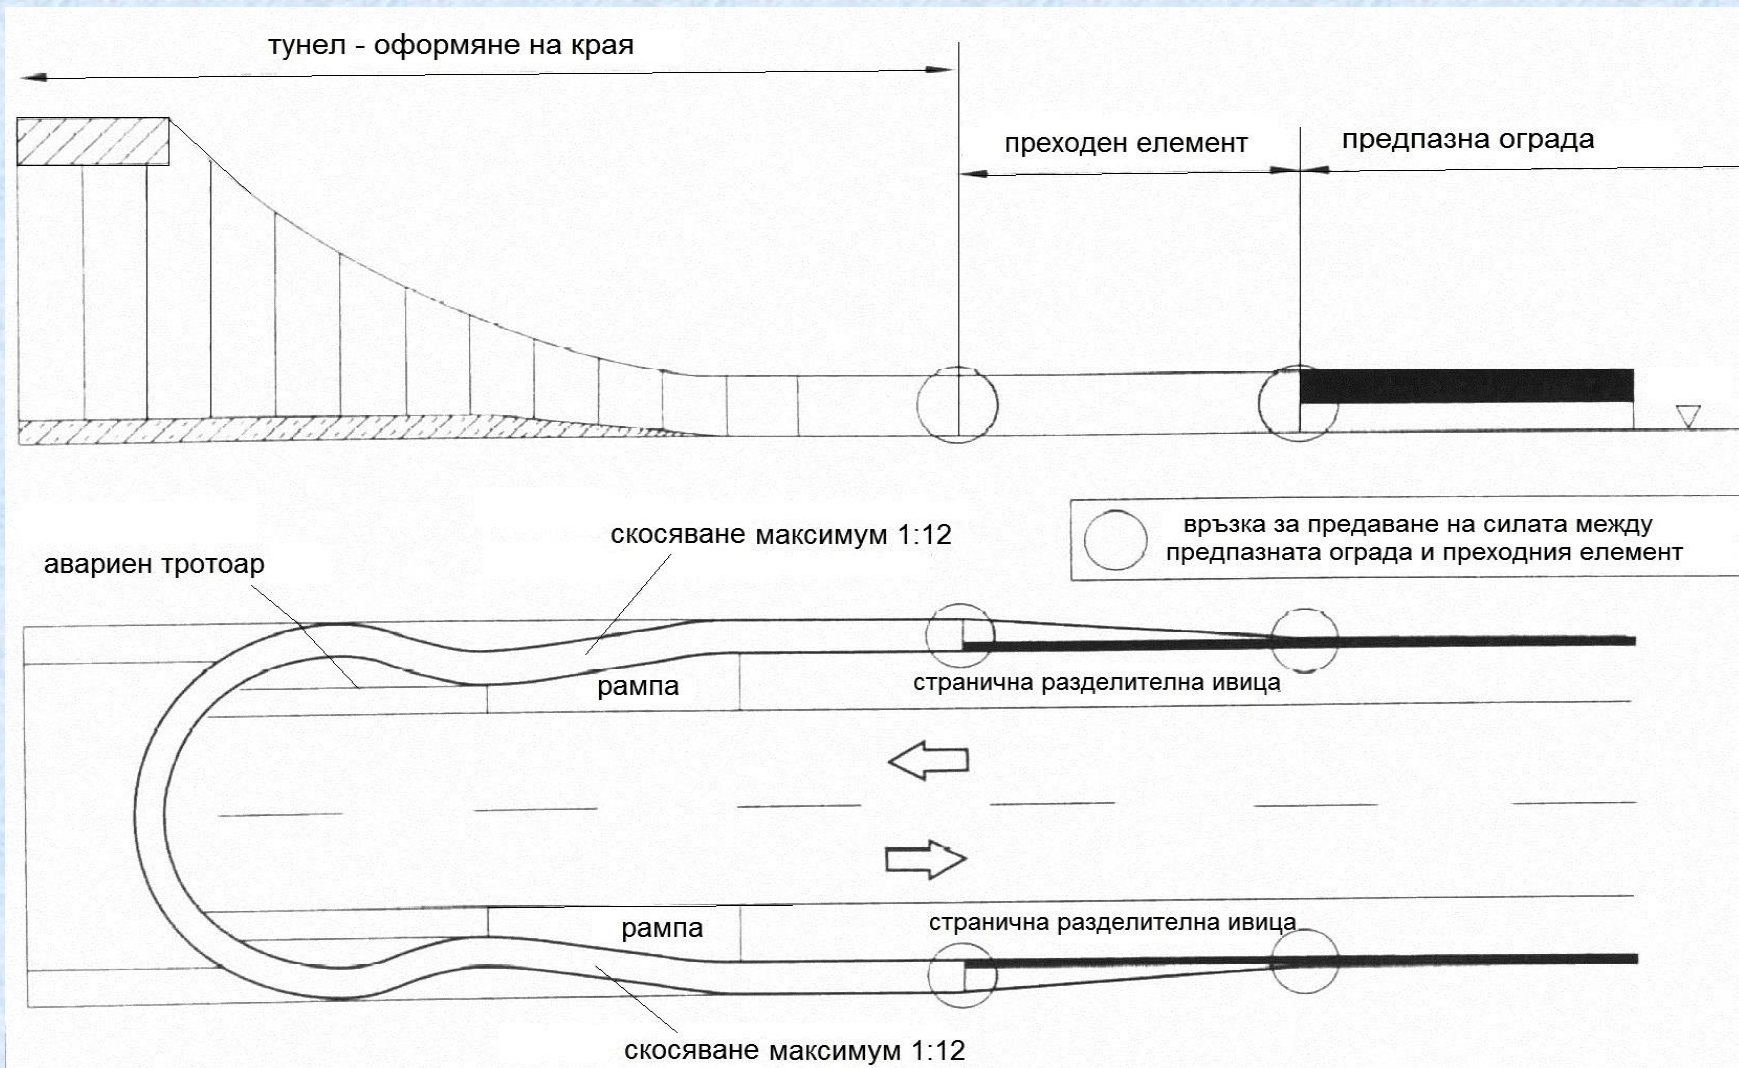 тунел - оформяне на края
преходен елемент
предпазна ограда
връзка за предаване на силата между
предпазната ограда и преходния елемент
скосяване максимум 1:12
авариен тротоар
рампа
странична разделителна ивица
рампа
странична разделителна ивица
скосяване максимум 1:12